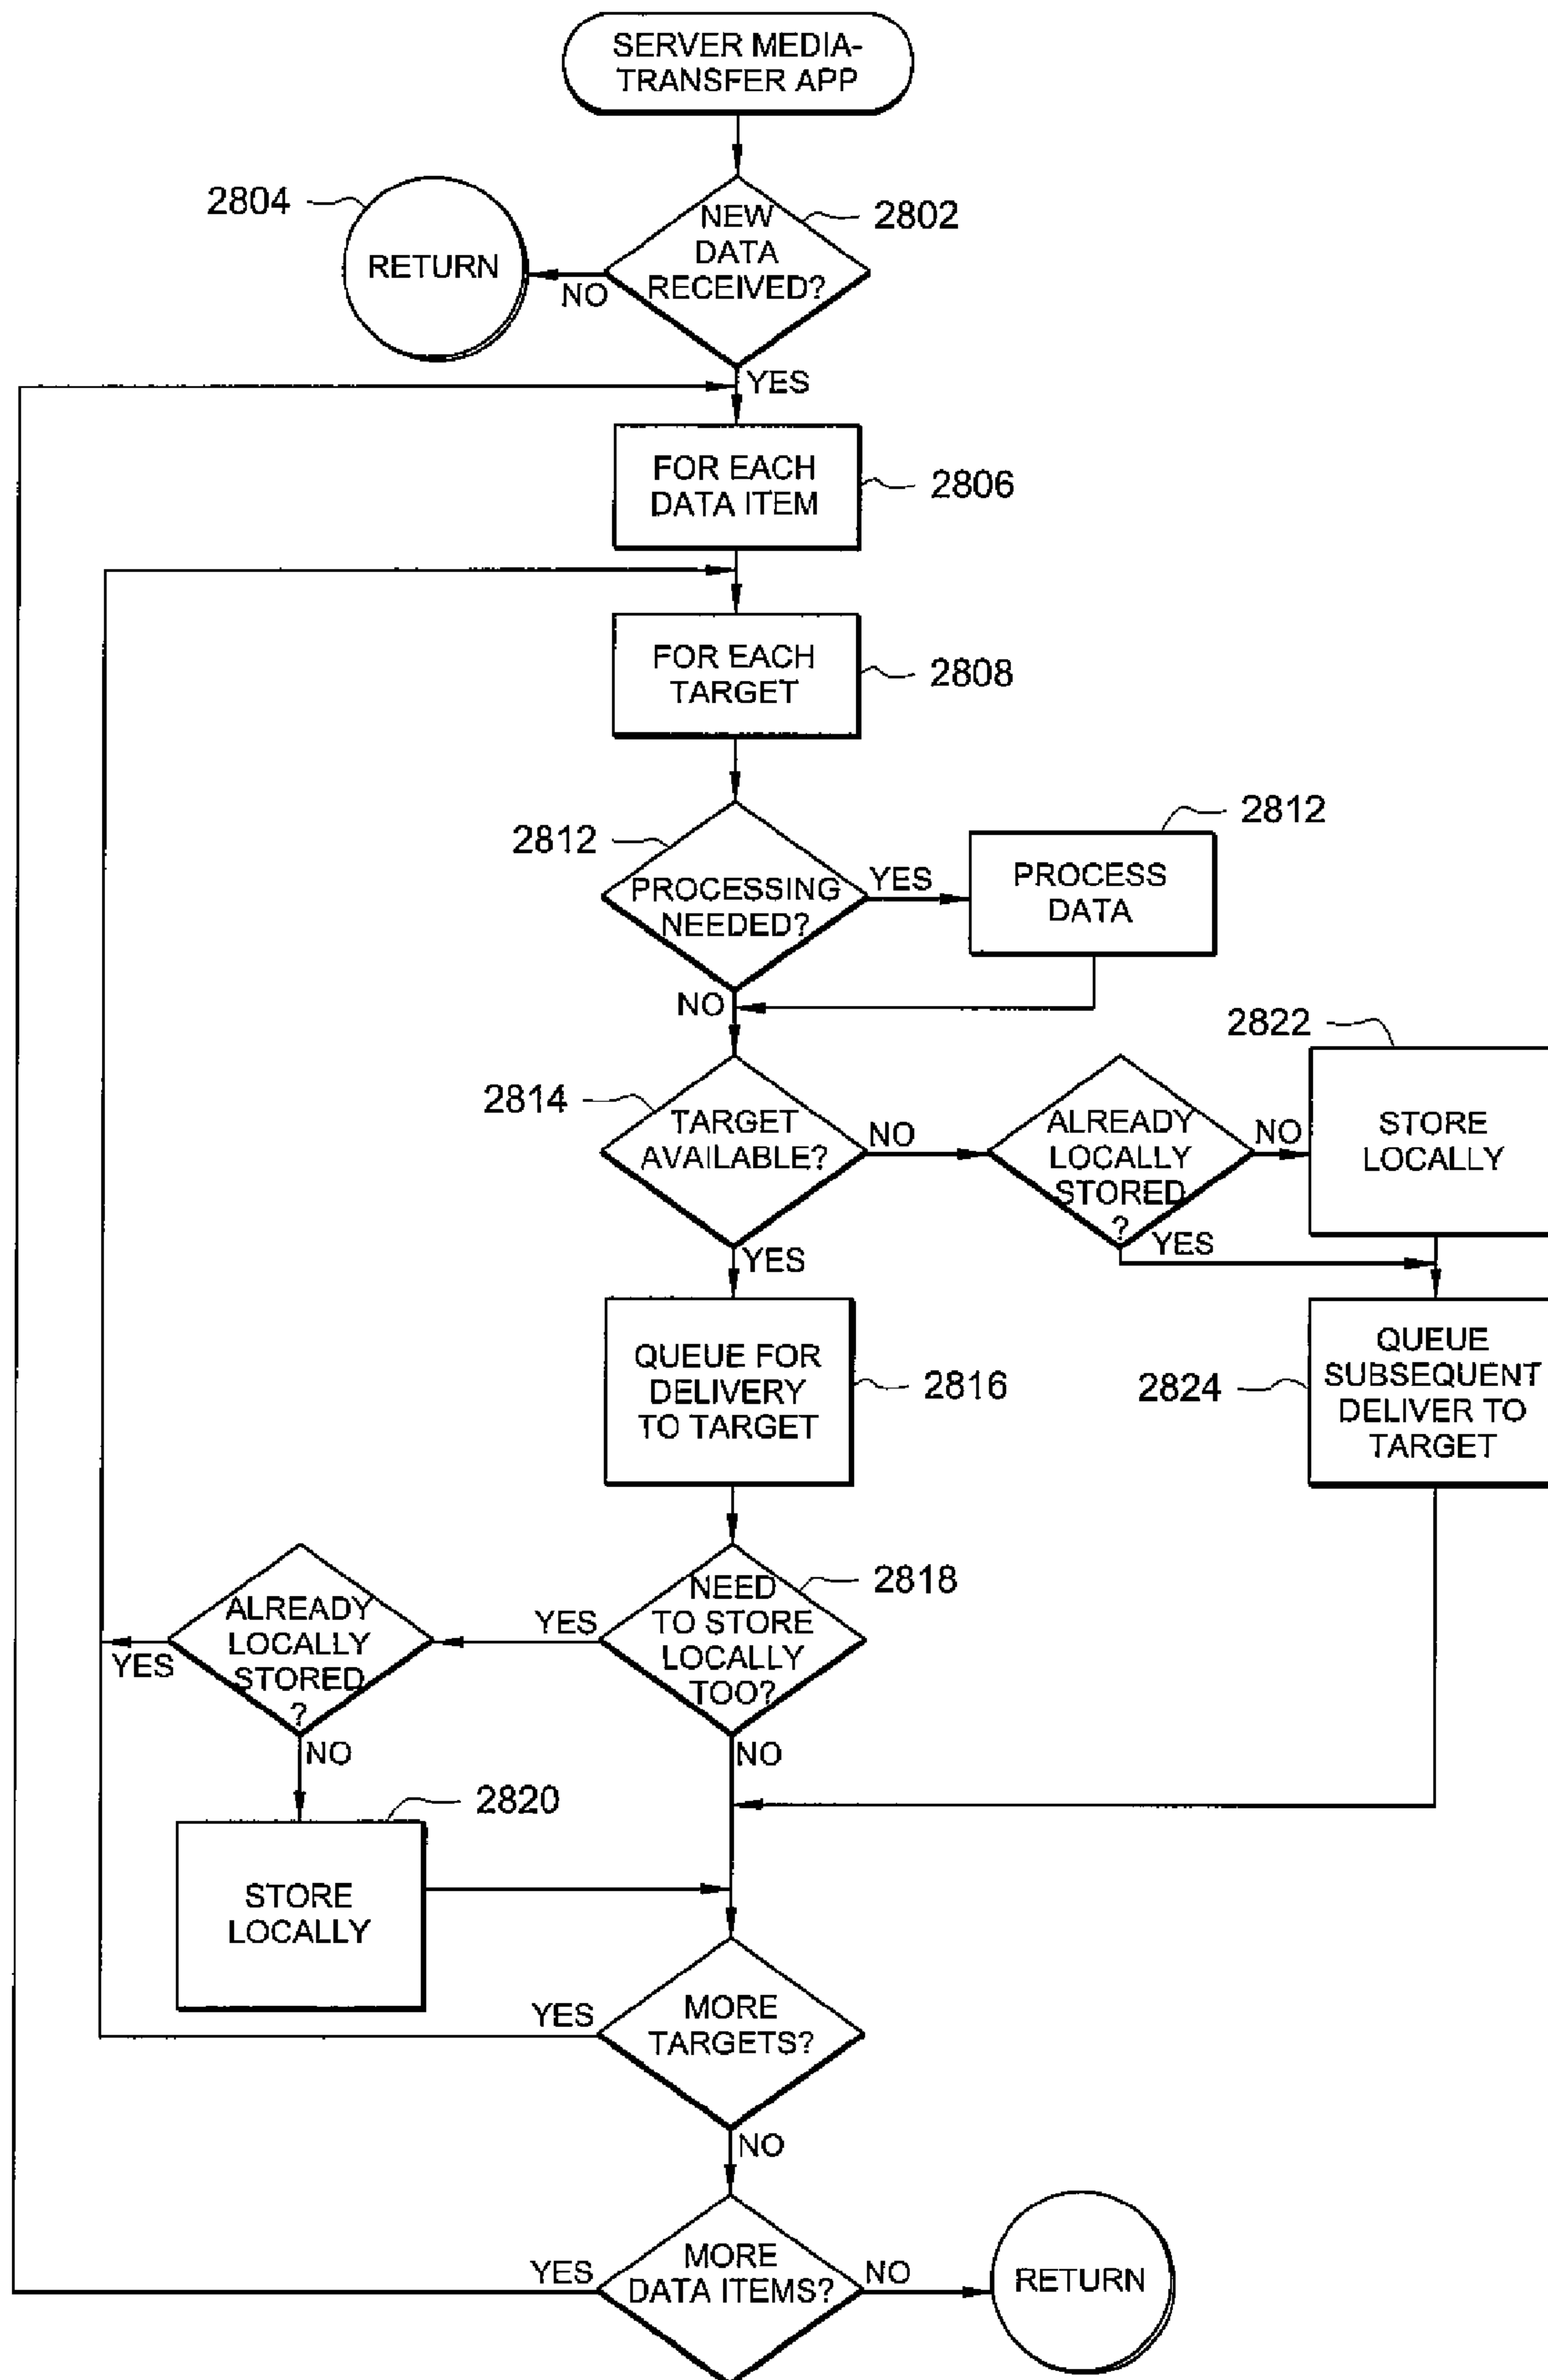 SERVER MEDIA-
TRANSFER APP
2804
RETURN
NEW
DATA
RECEIVED?
2802
NO
YES
FOR EACH
DATA ITEM
2806
FOR EACH
TARGET
2808
2812
PROCESSING
NEEDED?
YES
PROCESS
DATA
2812
NO
2814
TARGET
AVAILABLE?
NO
ALREADY
LOCALLY
STORED
?
NO
2822
STORE
LOCALLY
YES
YES
QUEUE FOR
DELIVERY
TO TARGET
2816
2824
QUEUE
SUBSEQUENT
DELIVER TO
TARGET
NEED
TO STORE
LOCALLY
TOO?
2818
YES
ALREADY
LOCALLY
STORED
?
YES
NO
NO
2820
STORE
LOCALLY
YES
MORE
TARGETS?
NO
YES
MORE
DATA ITEMS?
NO
RETURN